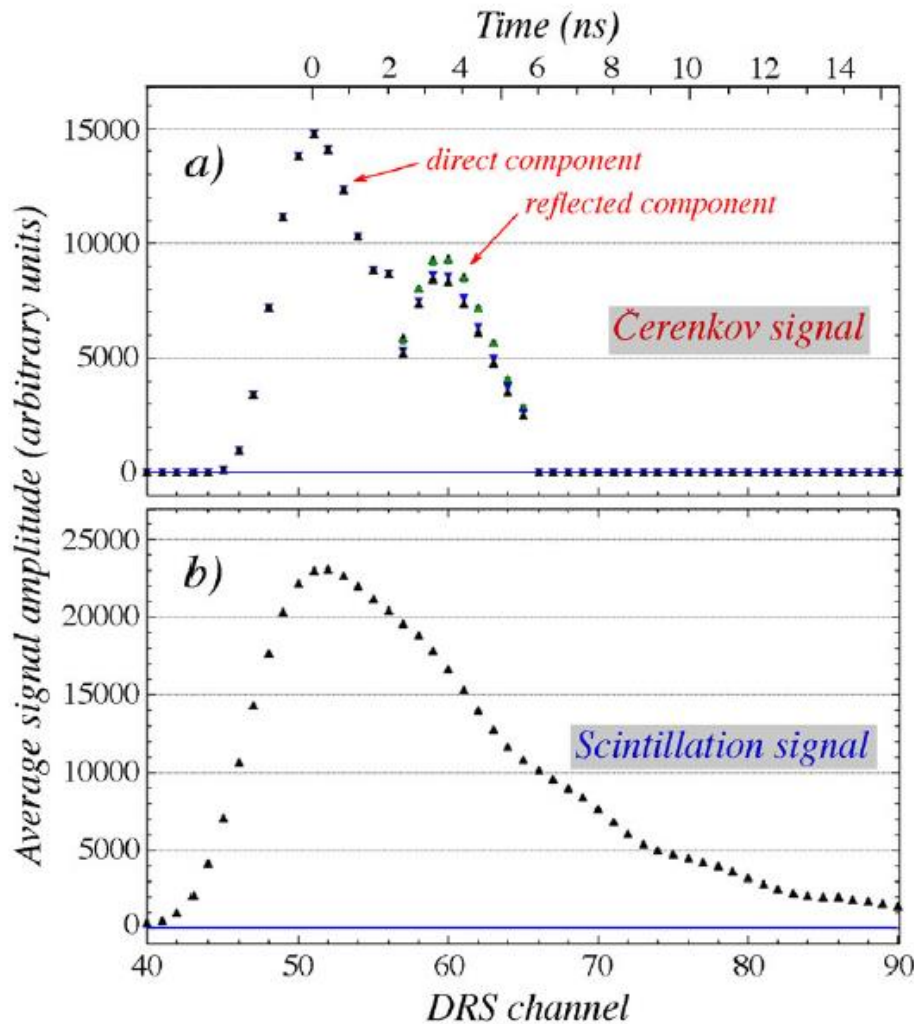 Time (ns)
0 2 4 6 8 10 12 14
Average signal amplitude (arbitrary units)
15000
a)
direct component
reflected component
10000
Čerenkov signal
5000
0
25000
b)
20000
15000
Scintillation signal
10000
5000
0
40 50 60 70 80 90
DRS channel